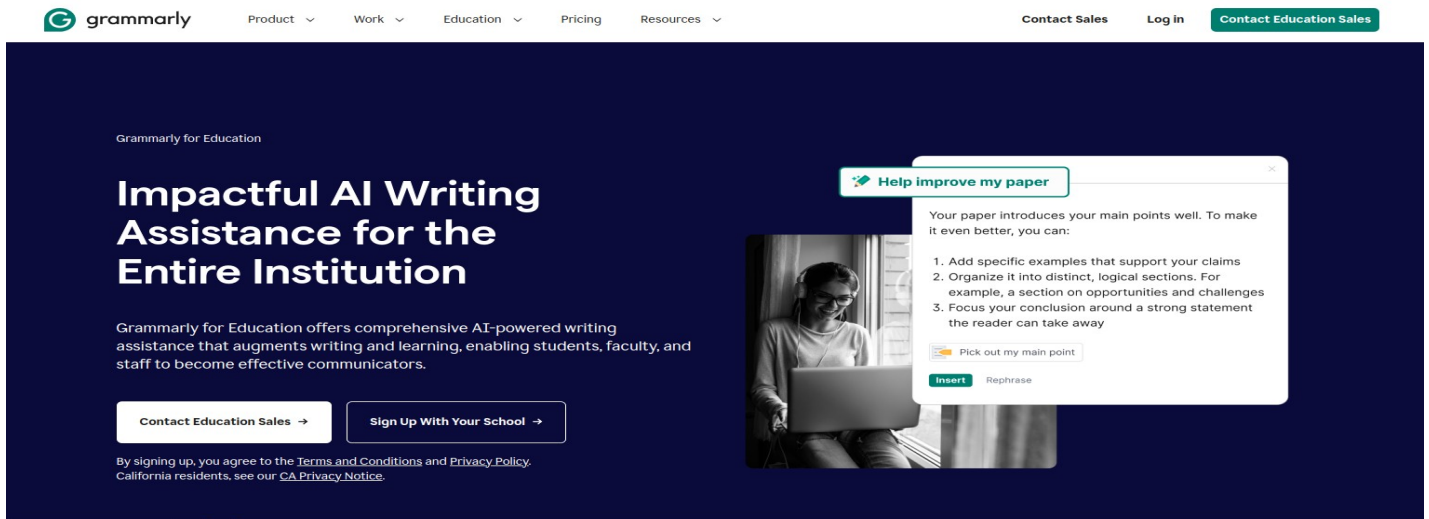 grammarly
Product Work Education Pricing Resources Contact Sales Log in Contact Education Sales
Grammarly for Education
Impactful AI Writing
Assistance for the
Entire Institution
Grammarly for Education offers comprehensive AI-powered writing
assistance that augments writing and learning, enabling students, faculty, and
staff to become effective communicators.
Contact Education Sales → Sign Up With Your School →
By signing up, you agree to the Terms and Conditions and Privacy Policy.
California residents, see our CA Privacy Notice.
Help improve my paper
Your paper introduces your main points well. To make
it even better, you can:
1. Add specific examples that support your claims
2. Organize it into distinct, logical sections. For
example, a section on opportunities and challenges
3. Focus your conclusion around a strong statement
the reader can take away
Pick out my main point
Insert Rephrase